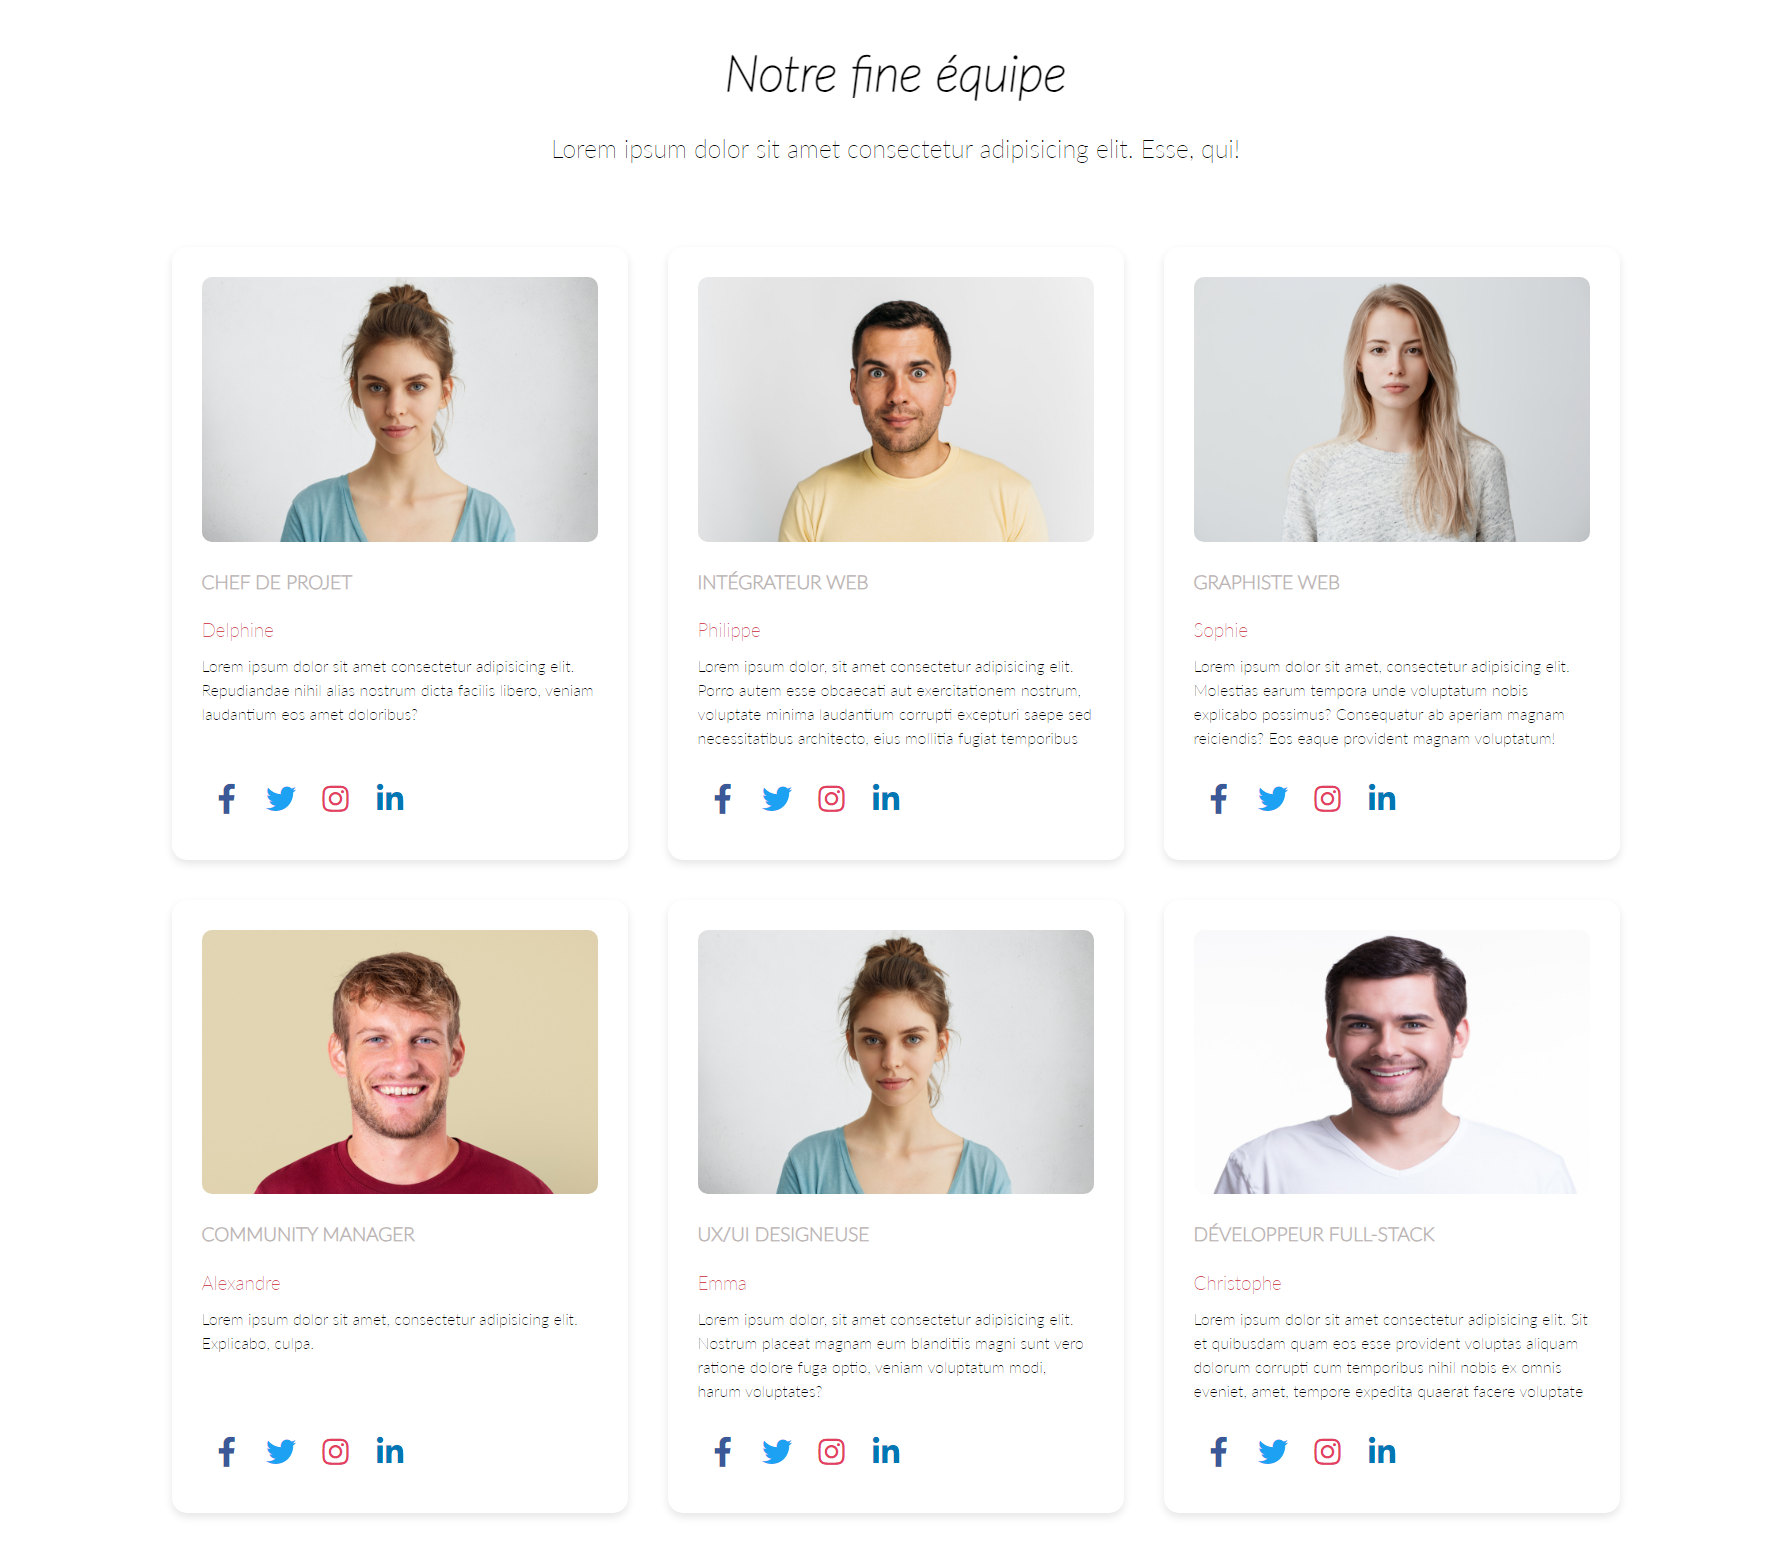 Notre fine équipe
Lorem ipsum dolor sit amet consectetur adipisicing elit. Esse, qui!
CHEF DE PROJET
Delphine
Lorem ipsum dolor sit amet consectetur adipisicing elit.
Repudiandae nihil alias nostrum dicta facilis libero, veniam
laudantium eos amet doloribus?
INTÉGRATEUR WEB
Philippe
Lorem ipsum dolor, sit amet consectetur adipisicing elit.
Porro autem esse obcaecati aut exercitationem nostrum,
voluptate minima laudantium corrupti excepturi saepe sed
necessitatibus architecto, eius mollitia fugiat temporibus
GRAPHISTE WEB
Sophie
Lorem ipsum dolor sit amet, consectetur adipisicing elit.
Molestias earum tempora unde voluptatum nobis
explicabo possimus? Consequatur ab aperiam magnam
reiciendis? Eos eaque provident magnam voluptatum!
COMMUNITY MANAGER
Alexandre
Lorem ipsum dolor sit amet, consectetur adipisicing elit.
Explicabo, culpa.
UX/UI DESIGNEUSE
Emma
Lorem ipsum dolor, sit amet consectetur adipisicing elit.
Nostrum placeat magnam eum blanditiis magni sunt vero
ratione dolore fuga optio, veniam voluptatum modi,
harum voluptates?
DÉVELOPPEUR FULL-STACK
Christophe
Lorem ipsum dolor sit amet consectetur adipisicing elit. Sit
et quibusdam quam eos esse provident voluptas aliquam
dolorum corrupti cum temporibus nihil nobis ex omnis
eveniet, amet, tempore expedita quaerat facere voluptate